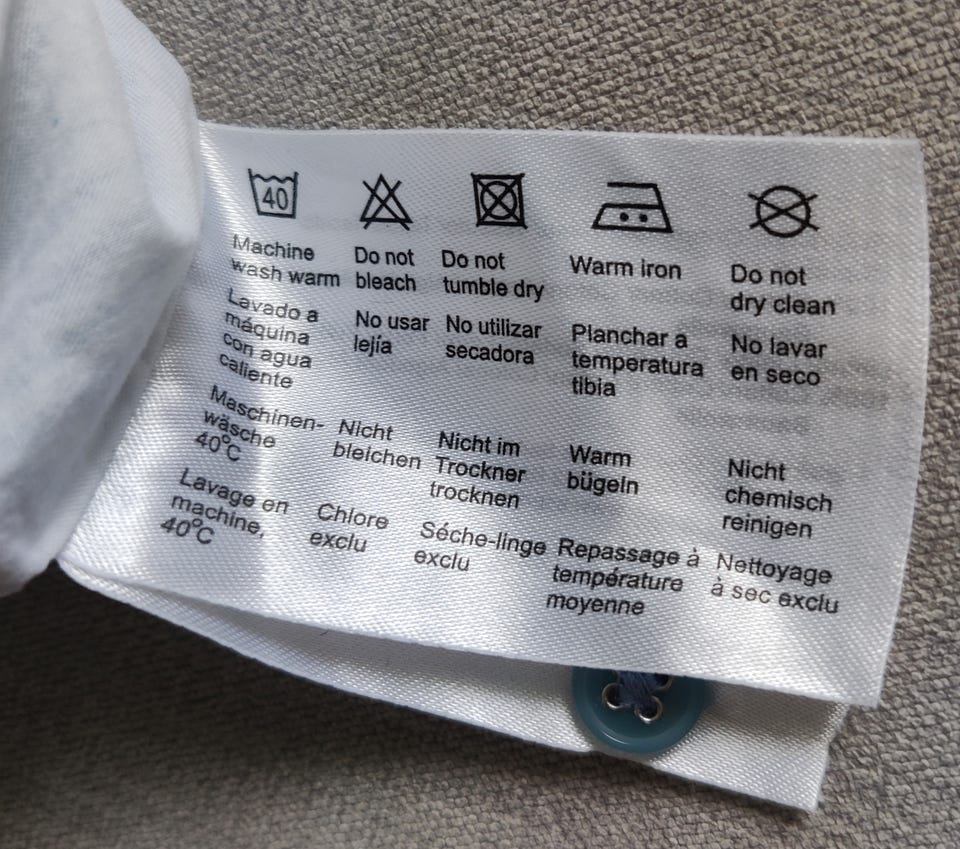 40
Machine
wash warm
Do not
bleach
Do not
tumble dry
Warm iron
Do not
dry clean
Lavado a
máquina
con agua
caliente
No usar
lejía
No utilizar
secadora
Planchar a
temperatura
tibia
No lavar
en seco
Maschinen-
wäsche
40°C
Nicht
bleichen
Nicht im
Trockner
trocknen
Warm
bügeln
Nicht
chemisch
reinigen
Lavage en
machine,
40°C
Chlore
exclu
Séche-linge
exclu
Repassage à
température
moyenne
Nettoyage
à sec exclu